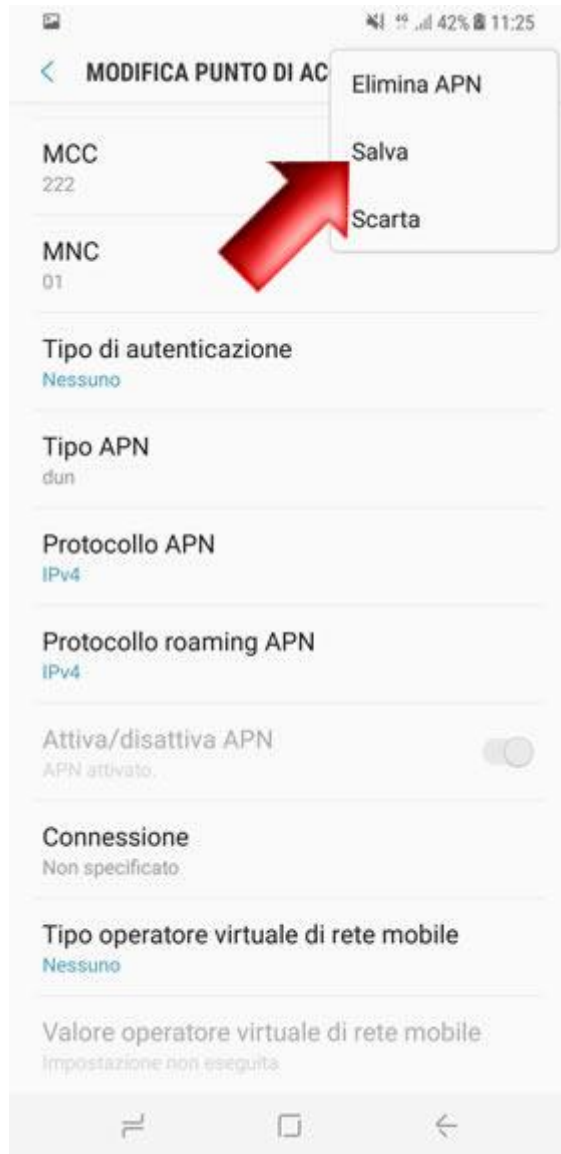 42% 11:25
MODIFICA PUNTO DI AC
Elimina APN
Salva
Scarta
MCC
222
MNC
01
Tipo di autenticazione
Nessuno
Tipo APN
dun
Protocollo APN
IPv4
Protocollo roaming APN
IPv4
Attiva/disattiva APN
APN attivato.
Connessione
Non specificato
Tipo operatore virtuale di rete mobile
Nessuno
Valore operatore virtuale di rete mobile
Impostazione non eseguita